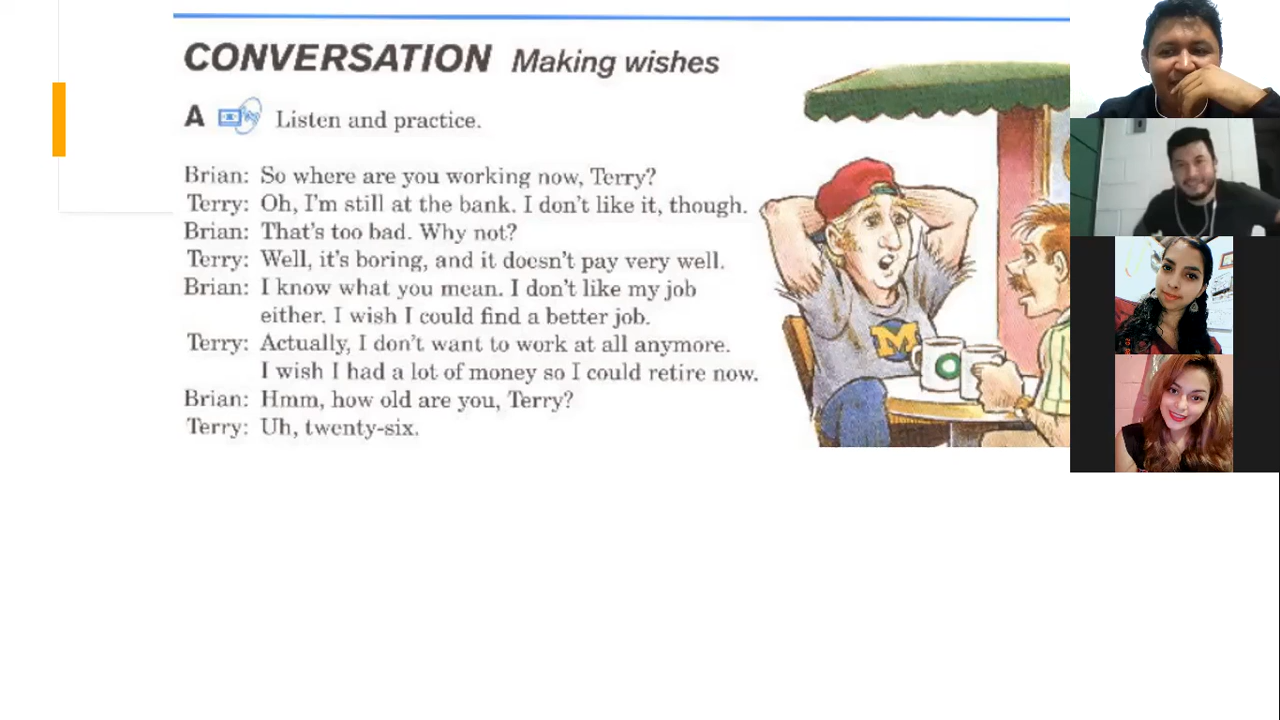 CONVERSATION Making wishes
A Listen and practice.
Brian: So where are you working now, Terry?
Terry: Oh, I'm still at the bank. I don't like it, though.
Brian: That's too bad. Why not?
Terry: Well, it's boring, and it doesn't pay very well.
Brian: I know what you mean. I don't like my job
either. I wish I could find a better job.
Terry: Actually, I don't want to work at all anymore.
I wish I had a lot of money so I could retire now.
Brian: Hmm, how old are you, Terry?
Terry: Uh, twenty-six.
M